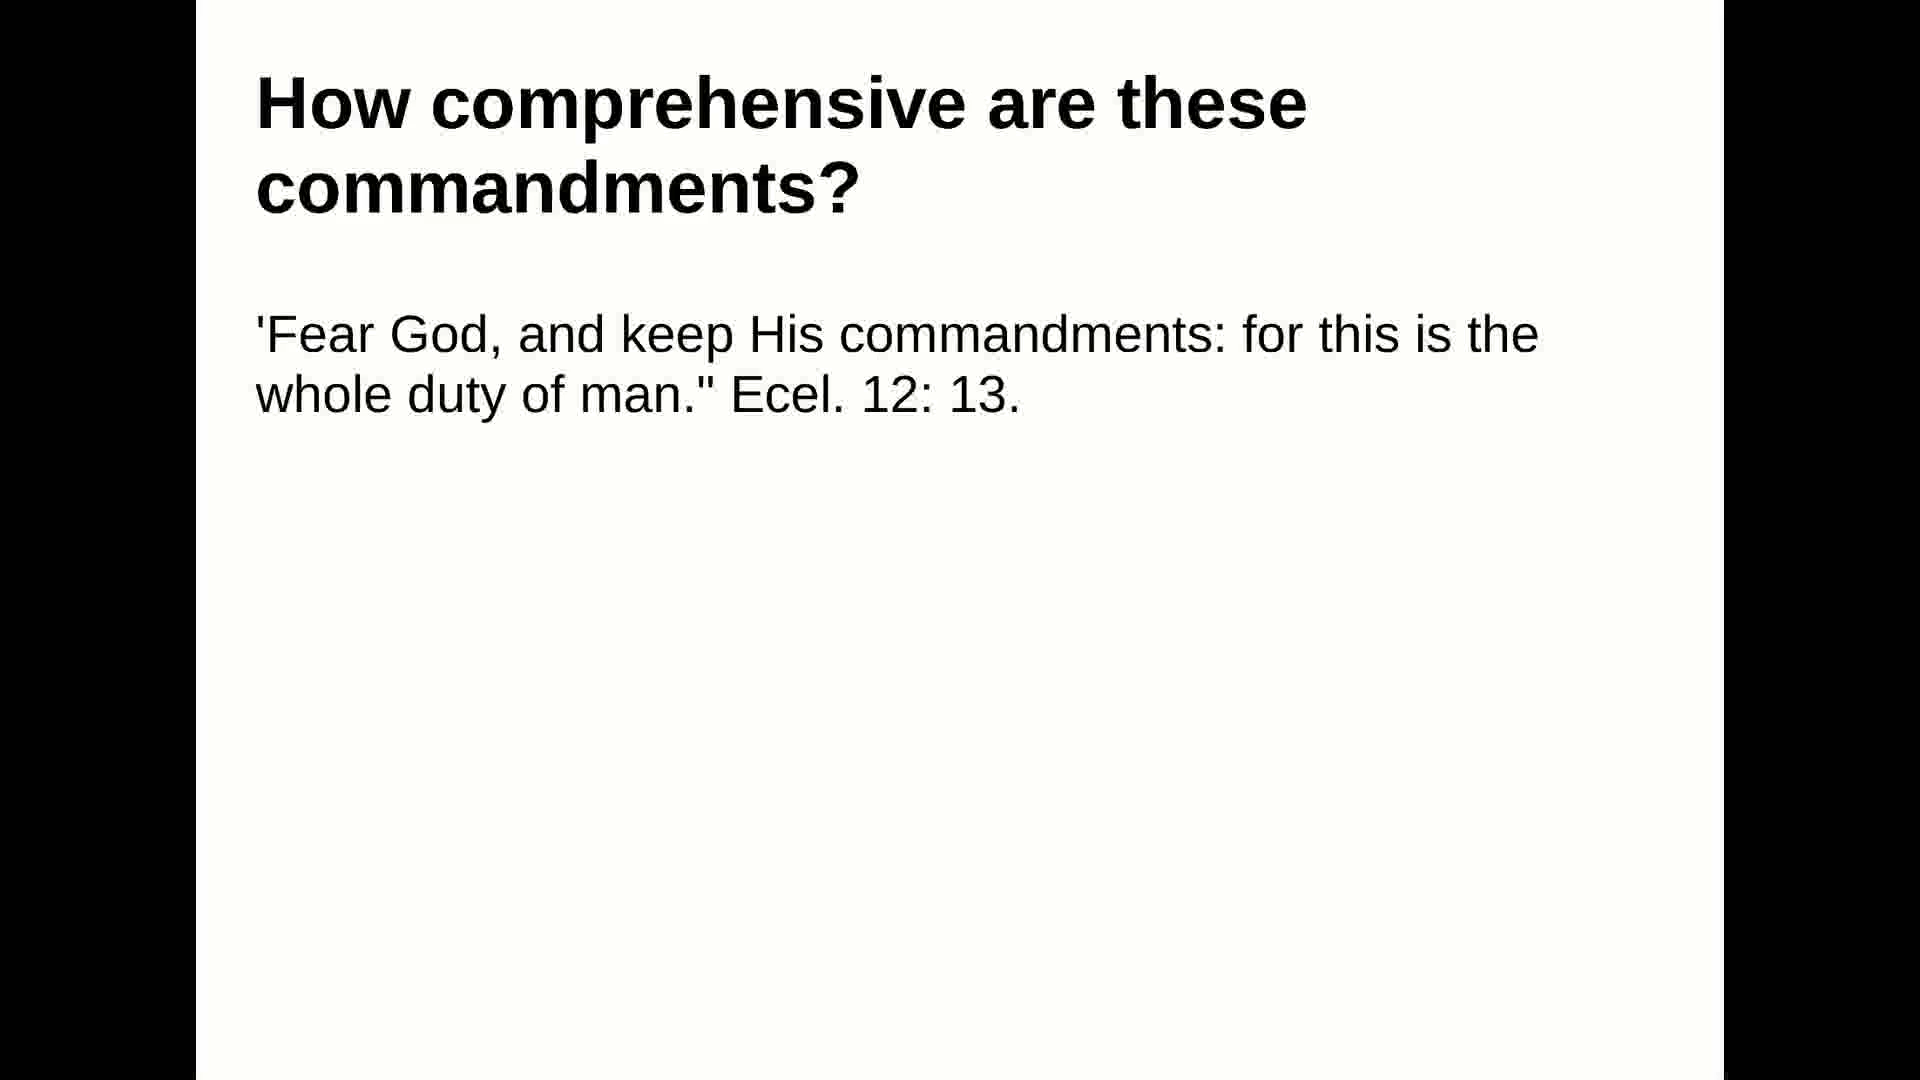 How comprehensive are these
commandments?
'Fear God, and keep His commandments: for this is the
whole duty of man." Ecel. 12: 13.